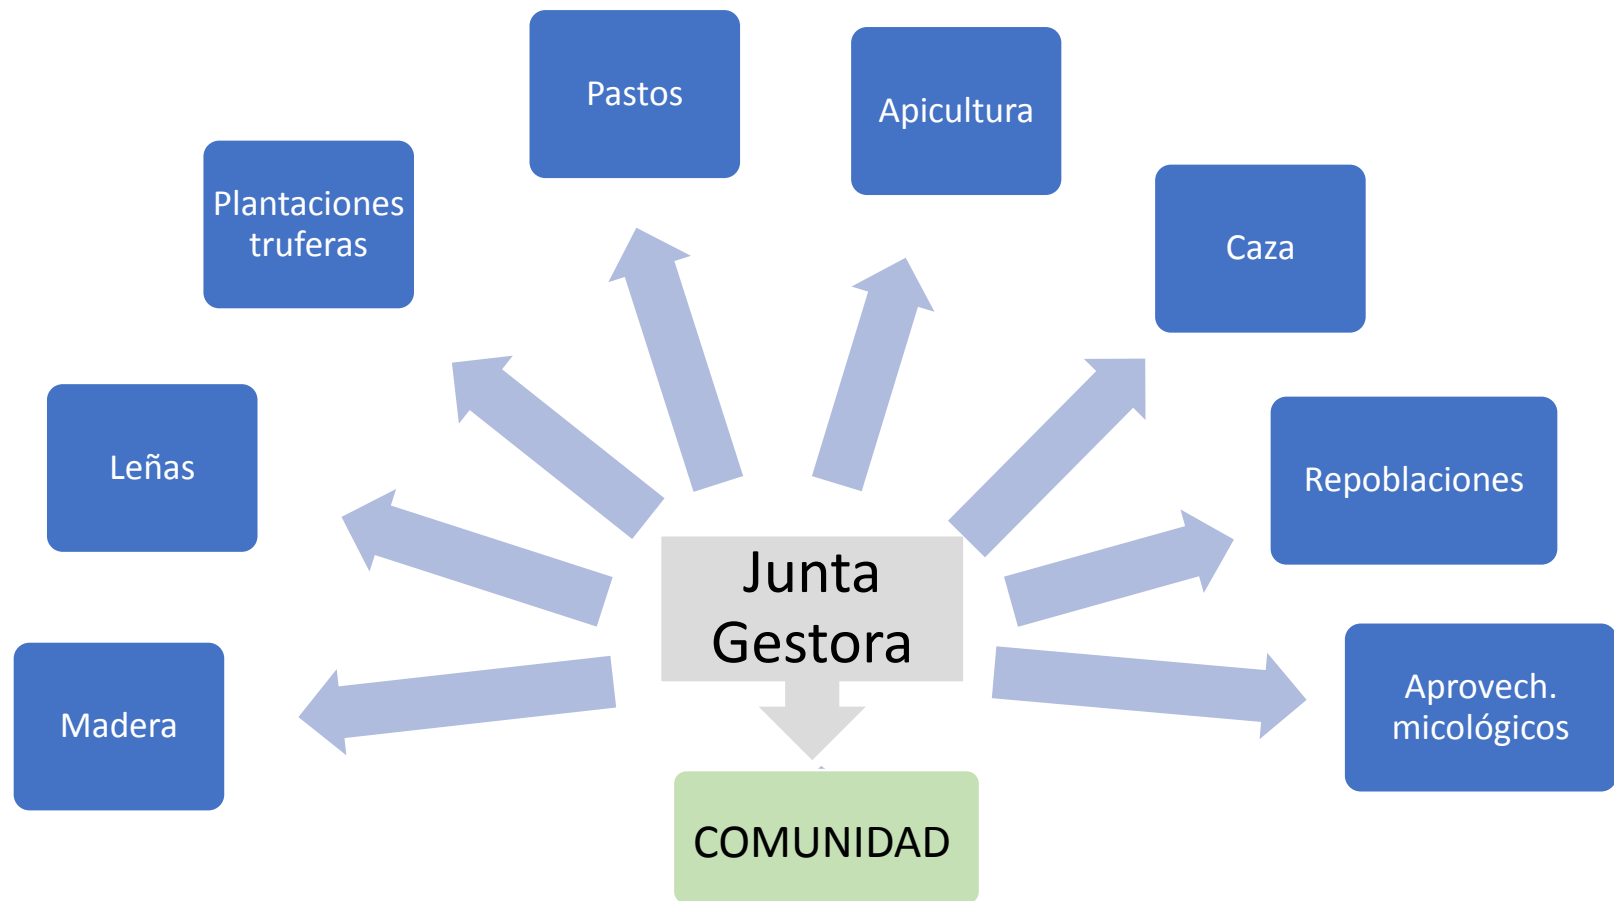 Pastos
Apicultura
Plantaciones
truferas
Caza
Leñas
Repoblaciones
Junta
Gestora
Madera
Aprovech.
micológicos
COMUNIDAD